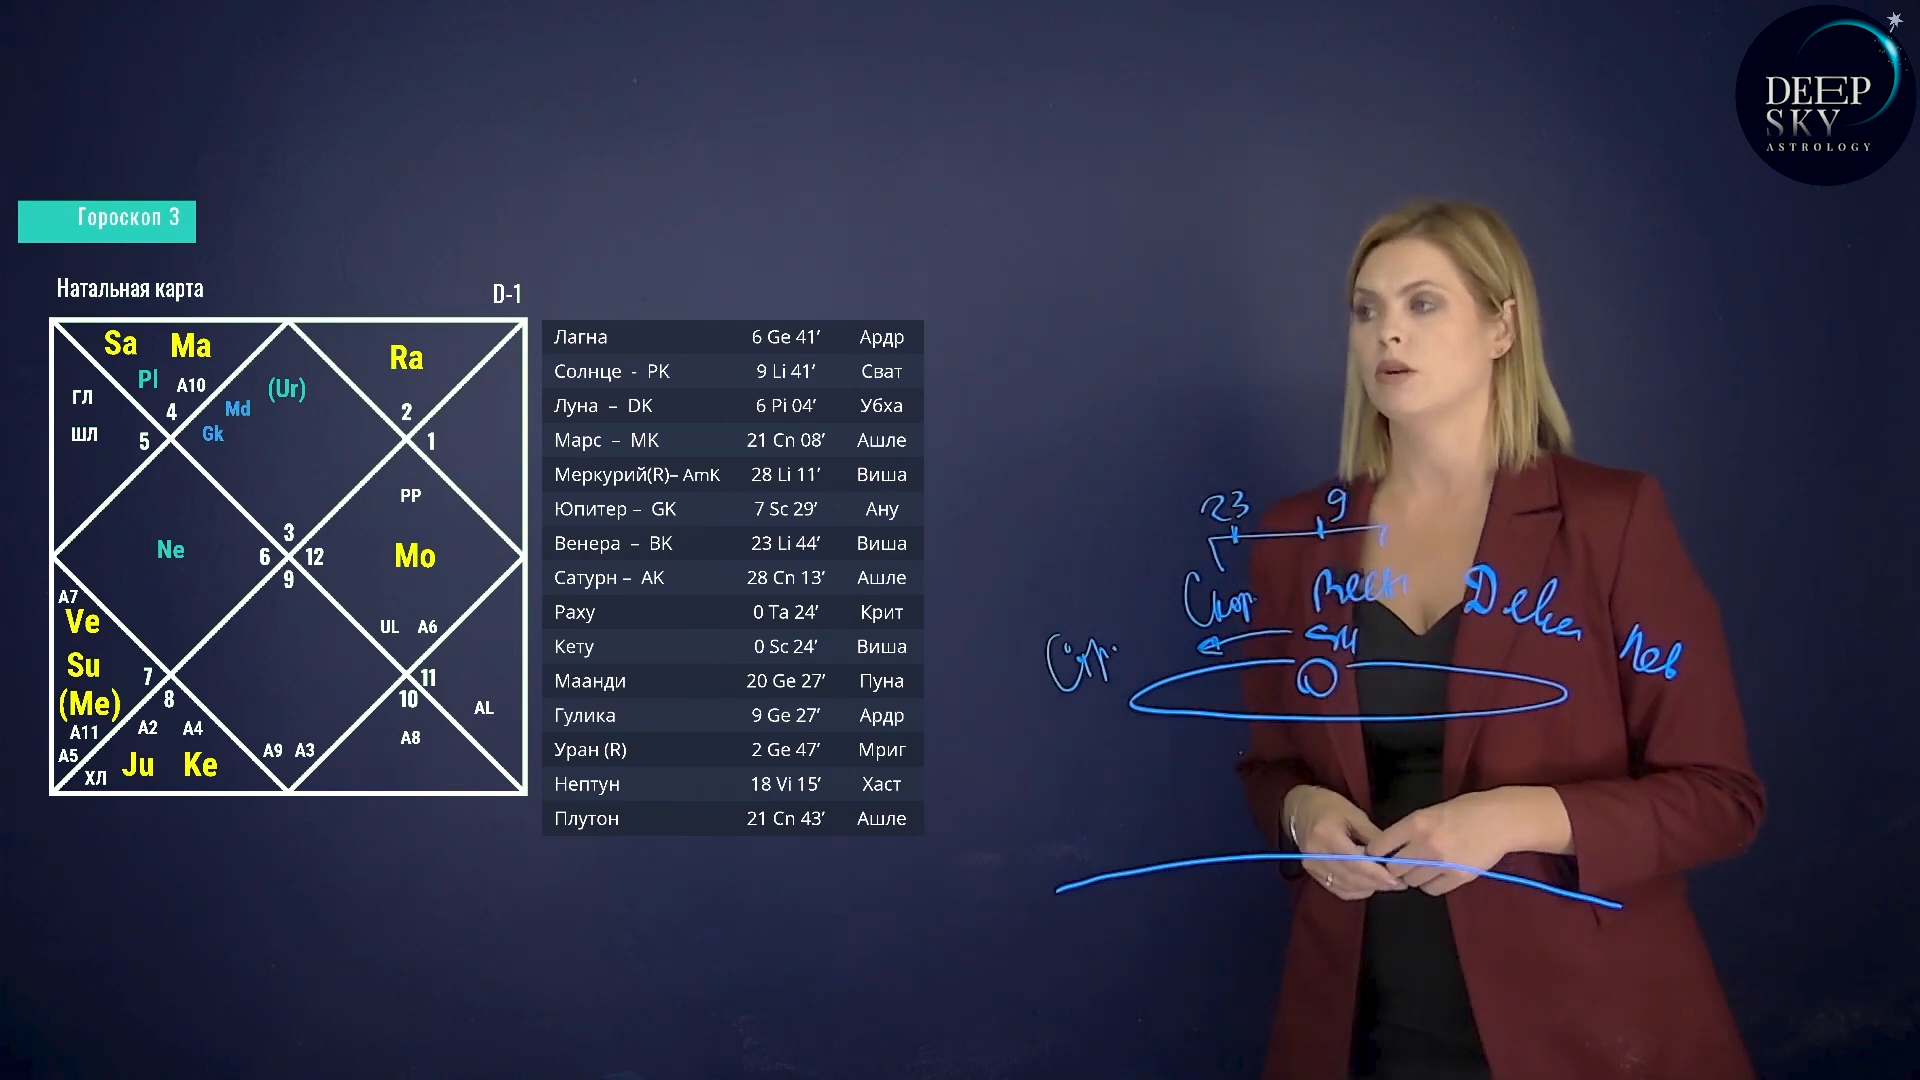 DEEP
SKY
ASTROLOGY
Гороскоп 3
Натальная карта
D-1
Sa Ma
Pl A10
ГЛ
ШЛ
4
5
(Ur)
Md
Gk
Ra
2
1
PP
Ne
3
6 12
9
Mo
UL A6
A7
Ve
Su
(Me)
A11
A5
ХЛ
7
8
A2 A4
Ju Ke
A9 A3
11
10
A8
AL
Лагна 6 Ge 41’ Ардр
Солнце - PK 9 Li 41’ Сват
Луна – DK 6 Pi 04’ Убха
Марс – MK 21 Cn 08’ Ашле
Меркурий(R)– AmK 28 Li 11’ Виша
Юпитер – GK 7 Sc 29’ Ану
Венера – BK 23 Li 44’ Виша
Сатурн – AK 28 Cn 13’ Ашле
Раху 0 Ta 24’ Крит
Кету 0 Sc 24’ Виша
Маанди 20 Ge 27’ Пуна
Гулика 9 Ge 27’ Ардр
Уран (R) 2 Ge 47’ Мриг
Нептун 18 Vi 15’ Хаст
Плутон 21 Cn 43’ Ашле
23 9
Скор. Весы Дева Лев
Стр.